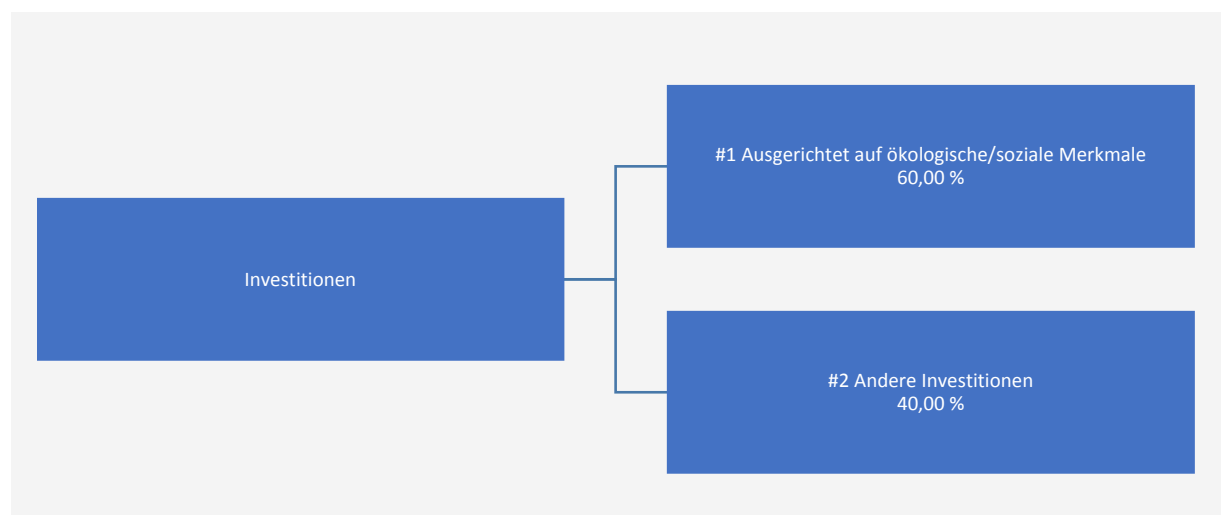 Investitionen
#1 Ausgerichtet auf ökologische/soziale Merkmale
60,00 %
#2 Andere Investitionen
40,00 %